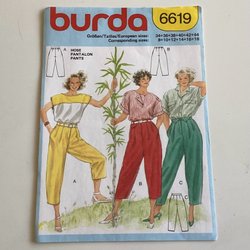 burda 6619
Größen/Tailles/European sizes: 34+36+38+40+42+44
Corresponding sizes: 8+10+12+14+16+18
A
HOSE
PANTALON
PANTS
A
B
C
C